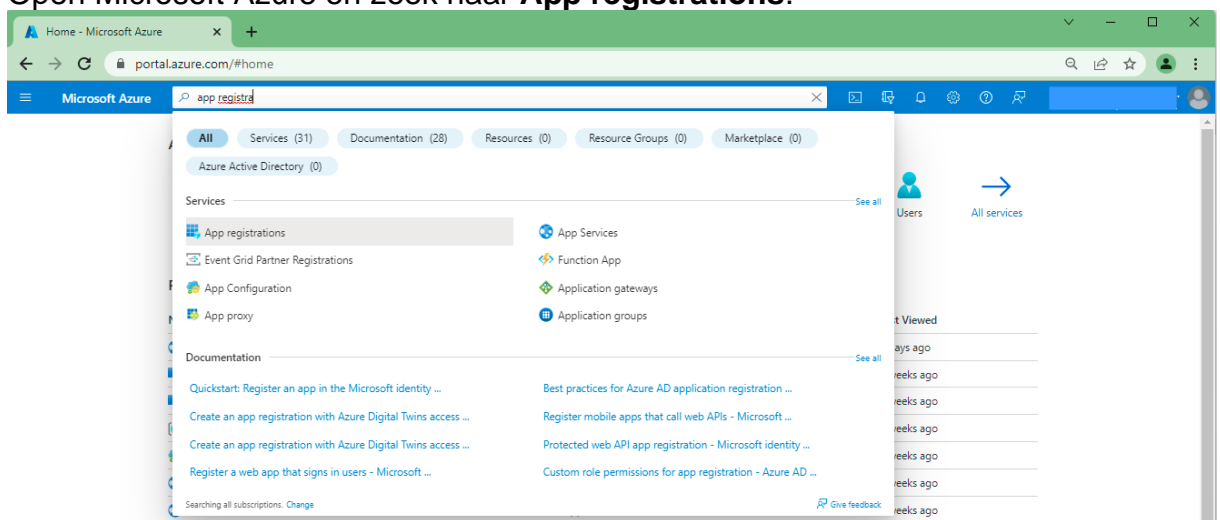 Open Microsoft Azure en zoek naar App registrations.
Home - Microsoft Azure
portal.azure.com/#home
Microsoft Azure app registra
All Services (31) Documentation (28) Resources (0) Resource Groups (0) Marketplace (0)
Azure Active Directory (0)
Services See all
Users All services
App registrations App Services
Event Grid Partner Registrations Function App
App Configuration Application gateways
App proxy Application groups
t Viewed
Documentation See all
ays ago
Quickstart: Register an app in the Microsoft identity ... Best practices for Azure AD application registration ...
eeks ago
Create an app registration with Azure Digital Twins access ... Register mobile apps that call web APIs - Microsoft ...
eeks ago
Create an app registration with Azure Digital Twins access ... Protected web API app registration - Microsoft identity ...
eeks ago
Register a web app that signs in users - Microsoft ... Custom role permissions for app registration - Azure AD ...
eeks ago
eeks ago
Searching all subscriptions. Change Give feedback
eeks ago